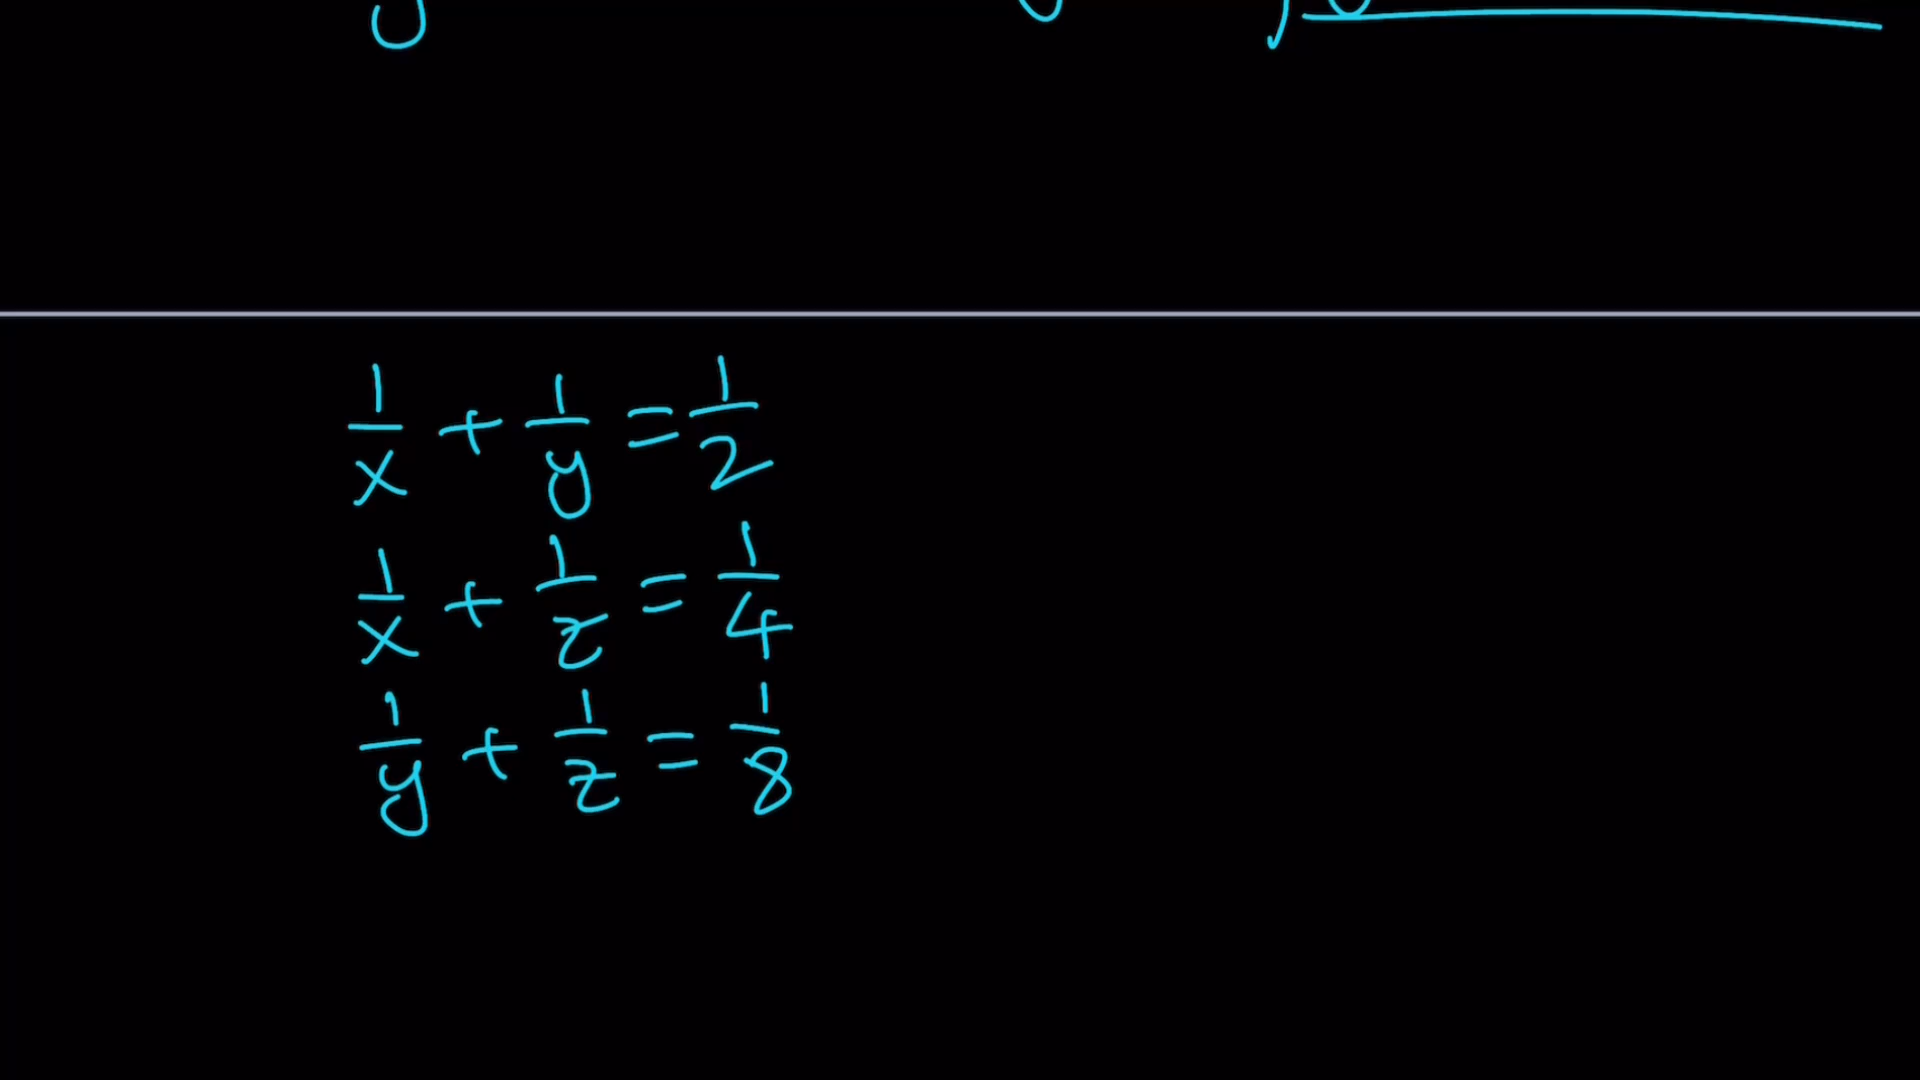 1/x + 1/y = 1/2
1/x + 1/z = 1/4
1/y + 1/z = 1/8